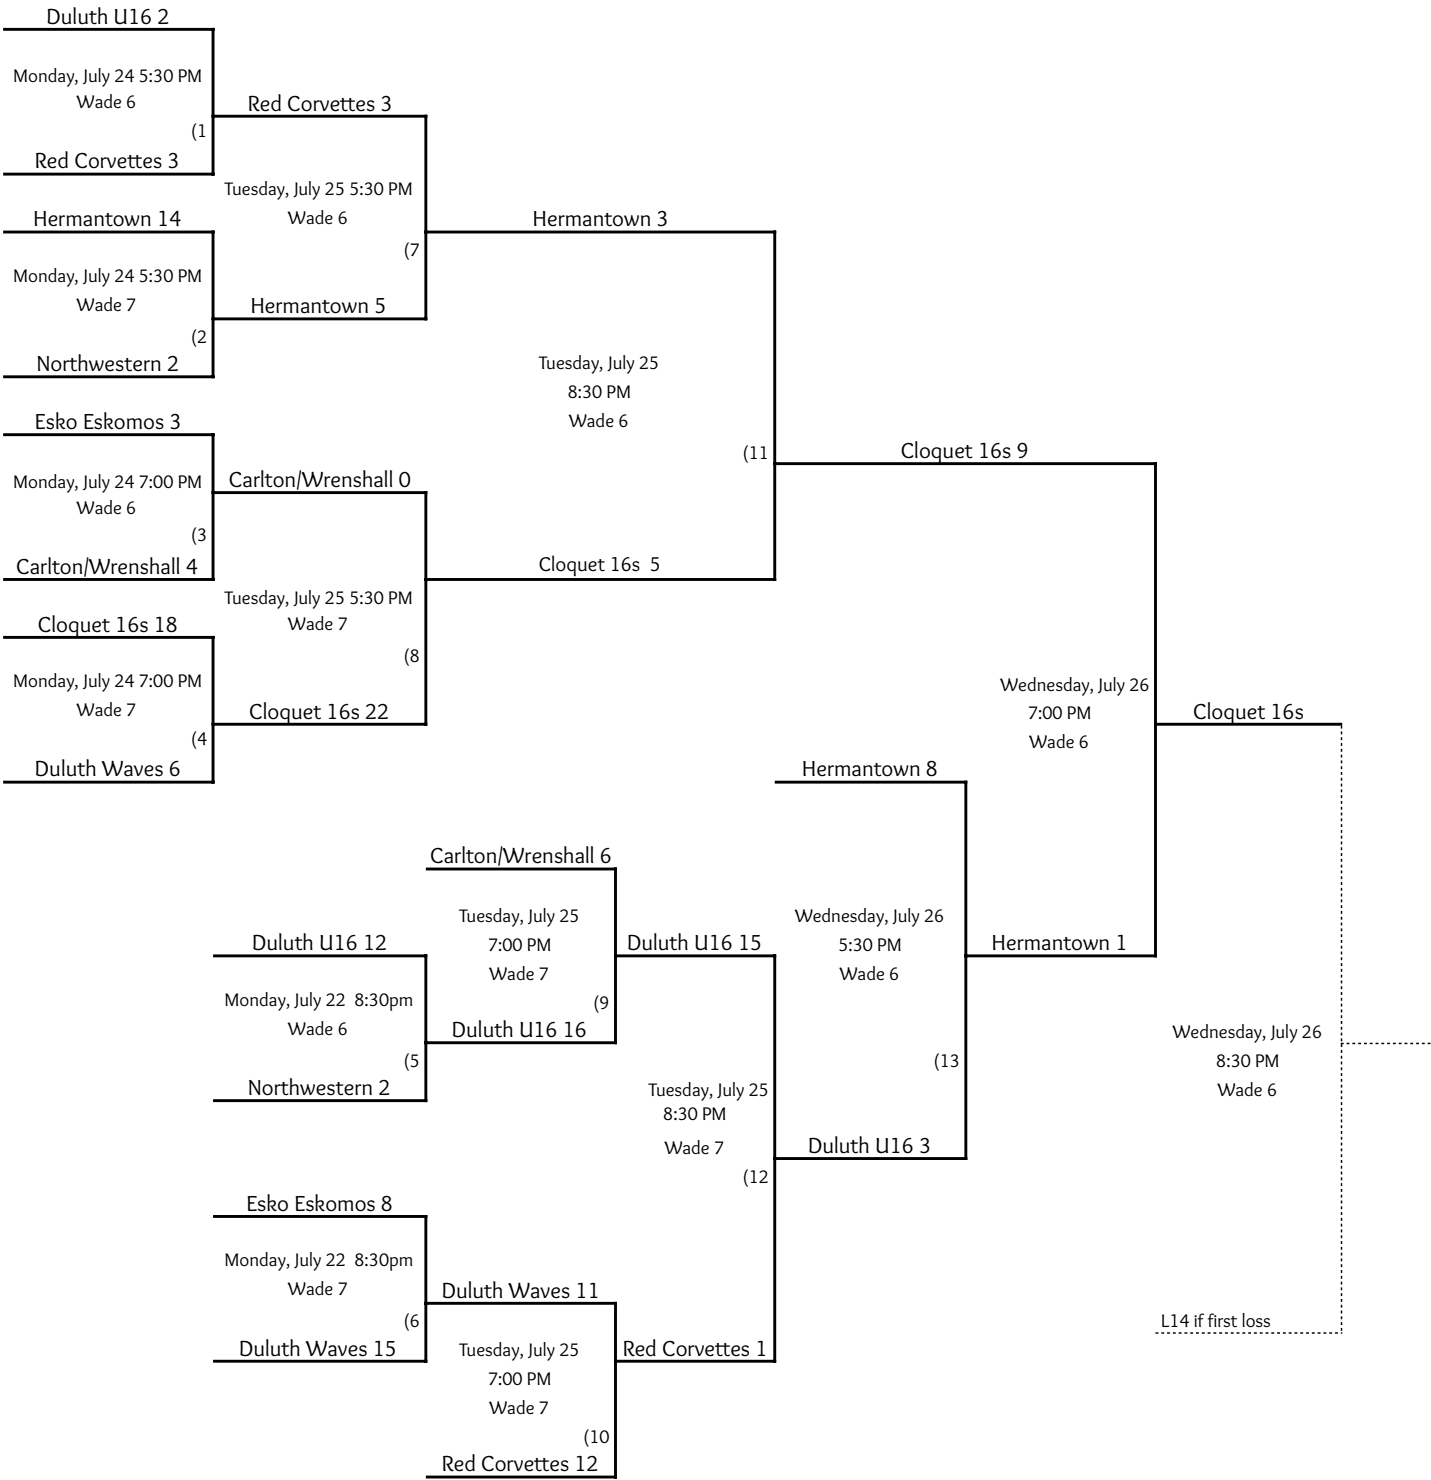 Duluth U16 2
Monday, July 24 5:30 PM
Wade 6
(1
Red Corvettes 3
Red Corvettes 3
Tuesday, July 25 5:30 PM
Wade 6
(7
Hermantown 14
Monday, July 24 5:30 PM
Wade 7
(2
Northwestern 2
Hermantown 5
Hermantown 3
Tuesday, July 25
8:30 PM
Wade 6
(11
Esko Eskomos 3
Monday, July 24 7:00 PM
Wade 6
(3
Carlton/Wrenshall 4
Carlton/Wrenshall 0
Tuesday, July 25 5:30 PM
Wade 7
(8
Cloquet 16s 18
Monday, July 24 7:00 PM
Wade 7
(4
Duluth Waves 6
Cloquet 16s 22
Cloquet 16s  5
Cloquet 16s 9
Wednesday, July 26
7:00 PM
Wade 6
Cloquet 16s
Hermantown 8
Carlton/Wrenshall 6
Tuesday, July 25
7:00 PM
Wade 7
(9
Duluth U16 12
Monday, July 22  8:30pm
Wade 6
(5
Northwestern 2
Duluth U16 16
Duluth U16 15
Wednesday, July 26
5:30 PM
Wade 6
(13
Hermantown 1
Tuesday, July 25
8:30 PM
Wade 7
(12
Duluth U16 3
Wednesday, July 26
8:30 PM
Wade 6
Esko Eskomos 8
Monday, July 22  8:30pm
Wade 7
(6
Duluth Waves 15
Duluth Waves 11
Tuesday, July 25
7:00 PM
Wade 7
(10
Red Corvettes 12
Red Corvettes 1
L14 if first loss